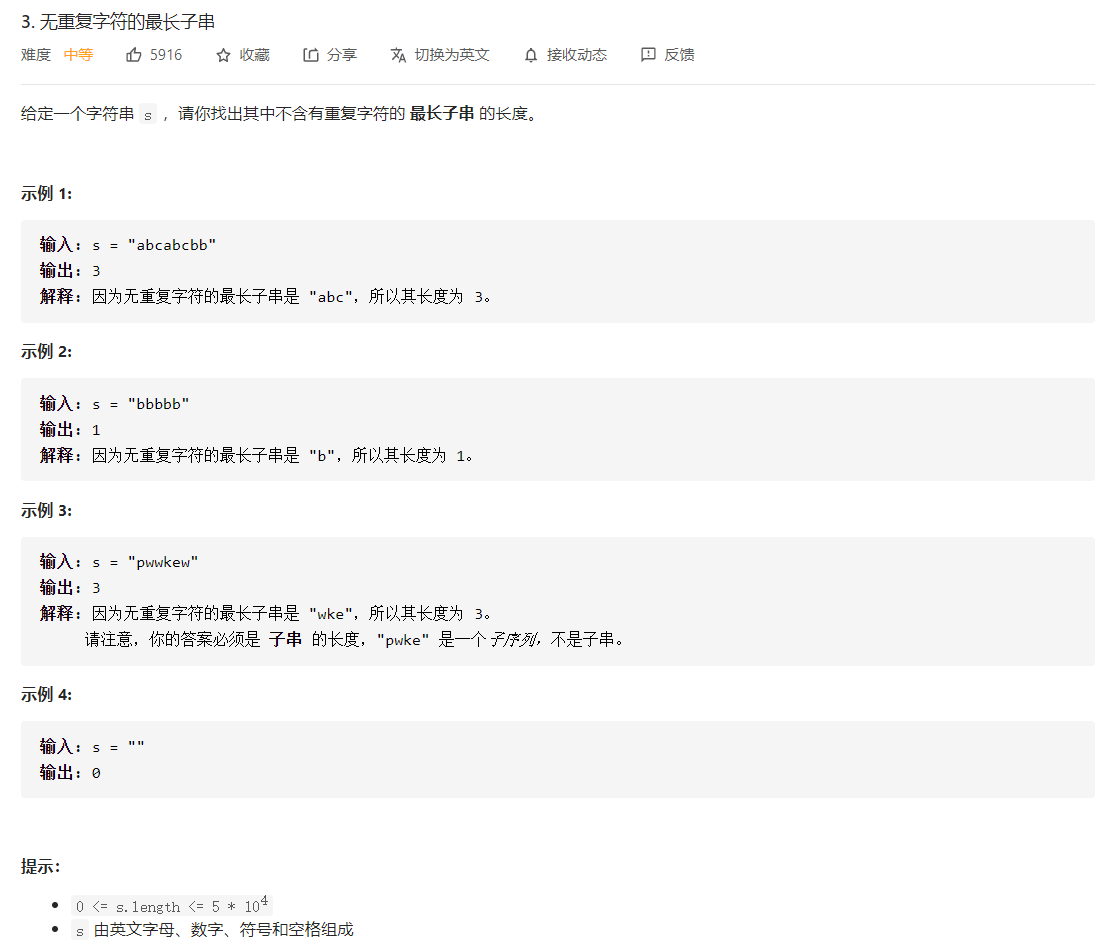 3. 无重复字符的最长子串
难度 中等 5916 收藏 分享 切换为英文 接收动态 反馈
给定一个字符串 s ，请你找出其中不含有重复字符的 最长子串 的长度。
示例 1:
输入: s = "abcabcbb"
输出: 3
解释: 因为无重复字符的最长子串是 "abc"，所以其长度为 3。
示例 2:
输入: s = "bbbbb"
输出: 1
解释: 因为无重复字符的最长子串是 "b"，所以其长度为 1。
示例 3:
输入: s = "pwwkew"
输出: 3
解释: 因为无重复字符的最长子串是 "wke"，所以其长度为 3。
请注意，你的答案必须是 子串 的长度，"pwke" 是一个子序列，不是子串。
示例 4:
输入: s = ""
输出: 0
提示：
• 0 <= s.length <= 5 * 10⁴
• s 由英文字母、数字、符号和空格组成